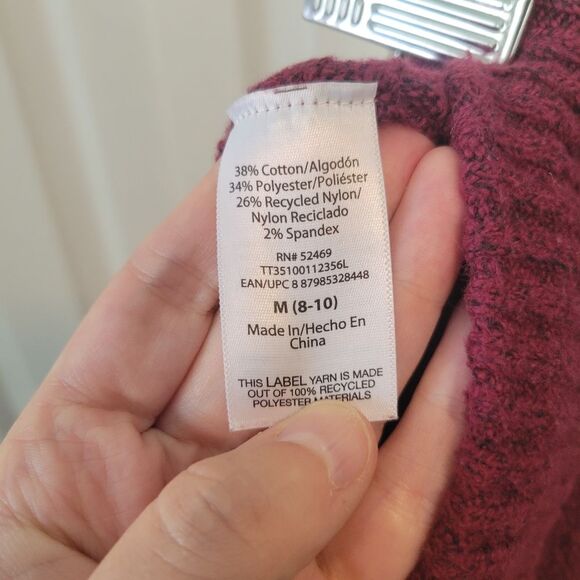 38% Cotton/Algodón
34% Polyester/Poliéster
26% Recycled Nylon/
Nylon Reciclado
2% Spandex
RN# 52469
TT35100112356L
EAN/UPC 8 87985328448
M (8-10)
Made In/Hecho En
China
THIS LABEL YARN IS MADE
OUT OF 100% RECYCLED
POLYESTER MATERIALS